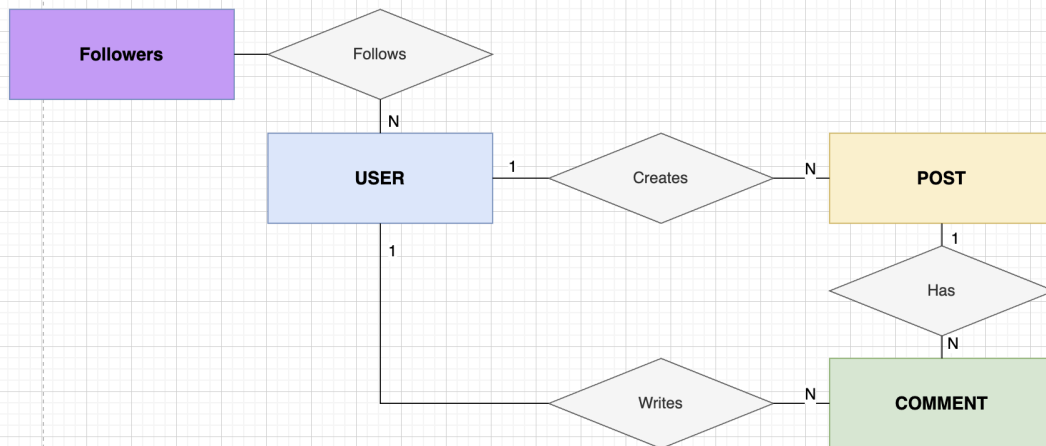 Followers
Follows
N
USER
1
Creates
N
POST
1
1
Has
N
Writes
N
COMMENT